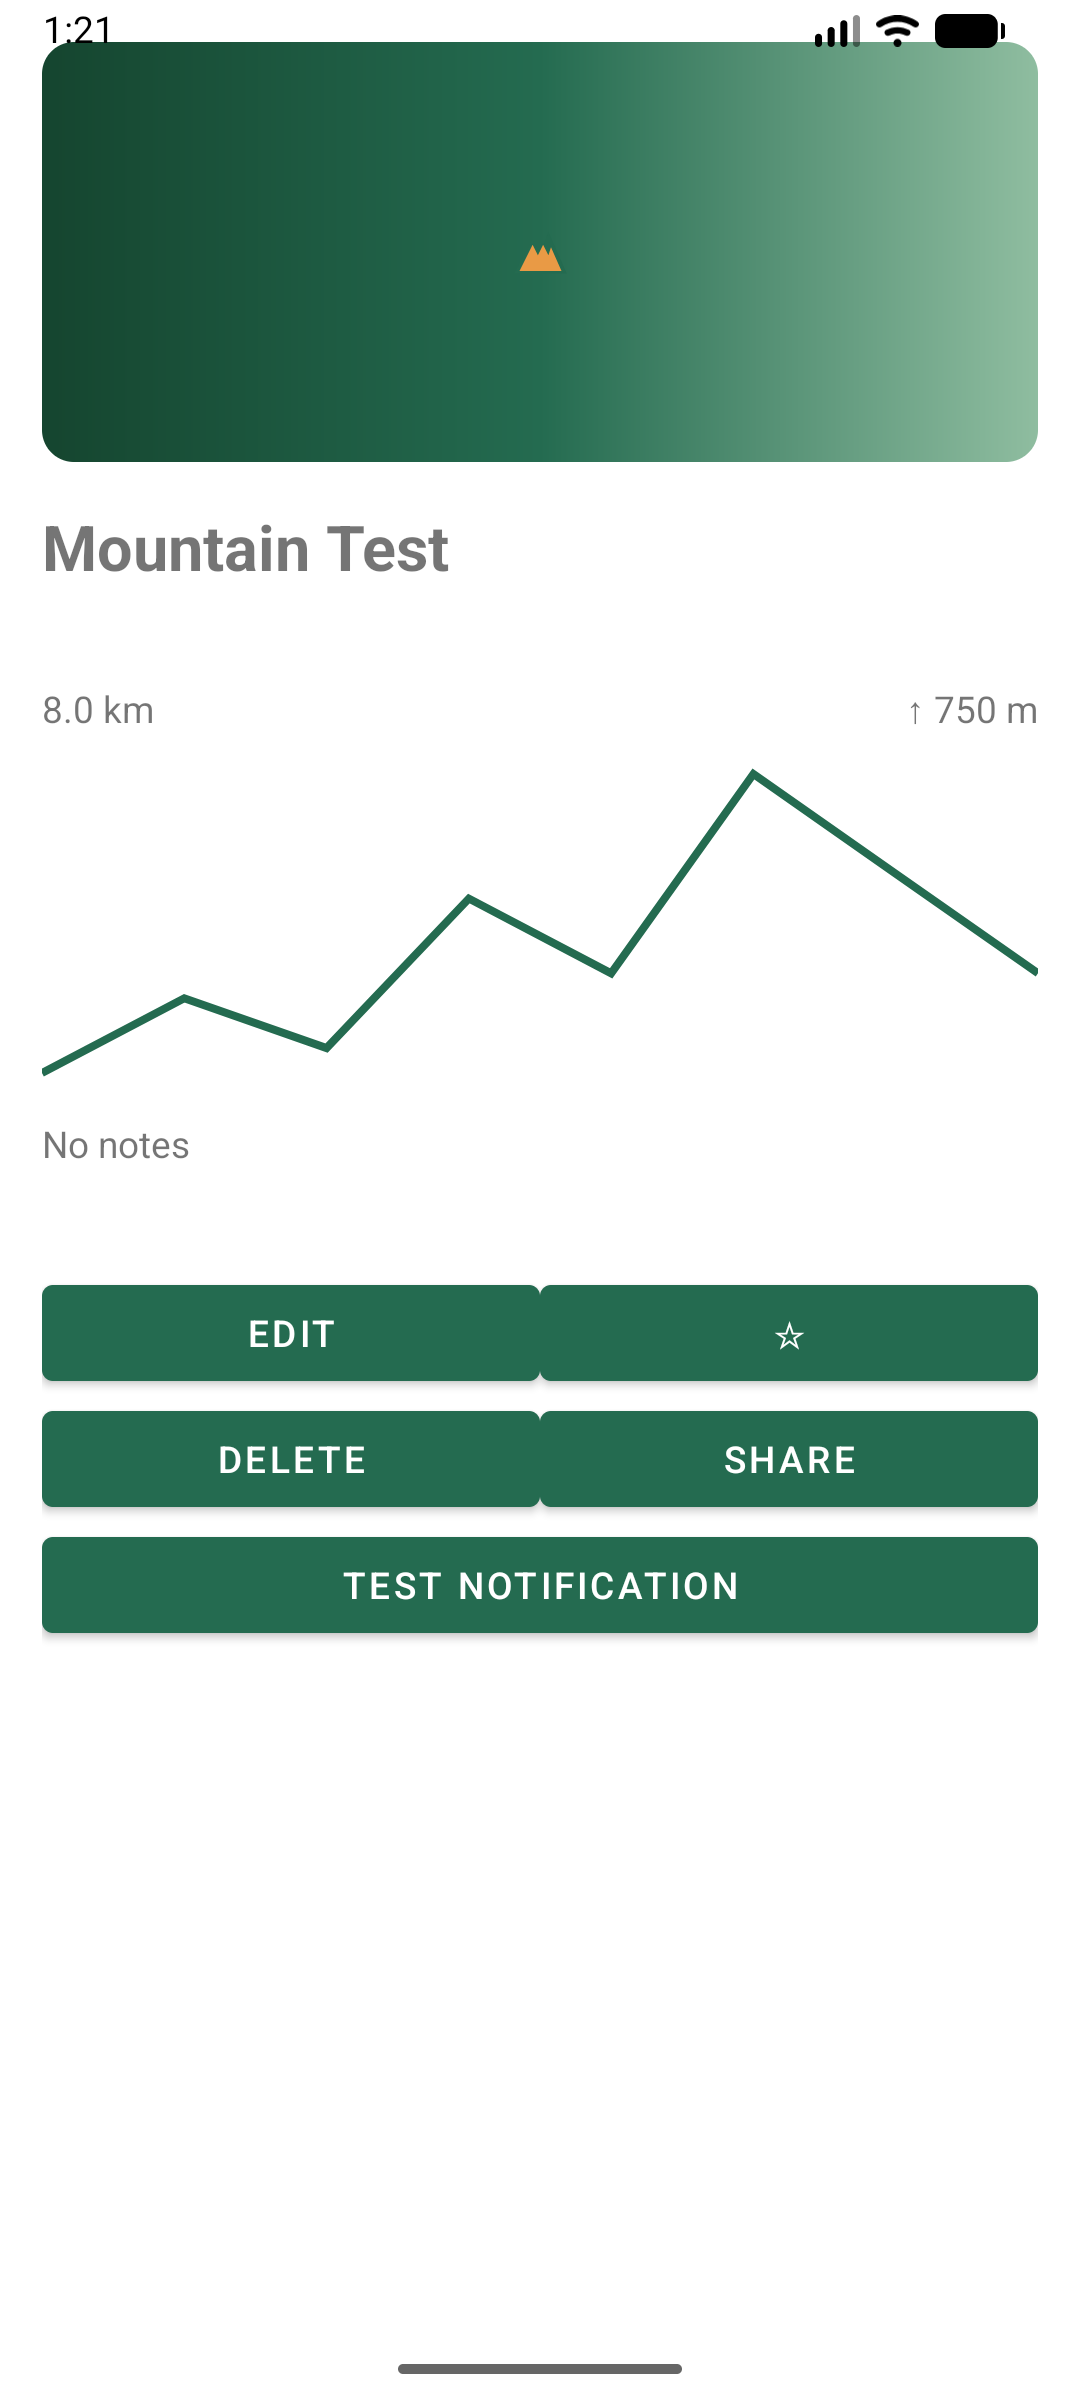 1:21
Mountain Test
8.0 km
↑ 750 m
No notes
EDIT
☆
DELETE
SHARE
TEST NOTIFICATION